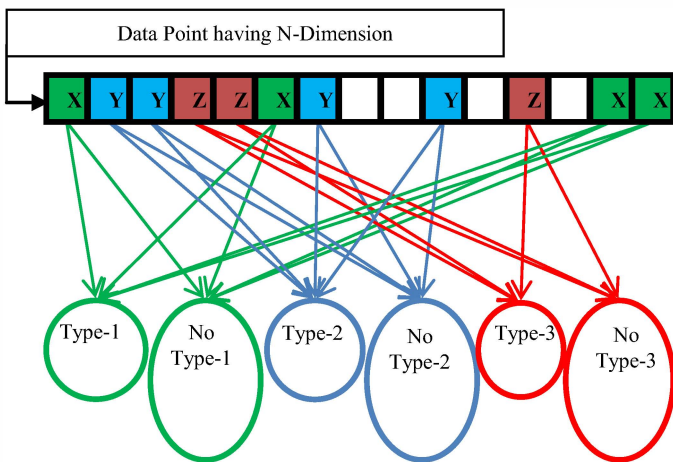 Data Point having N-Dimension
X Y Y Z Z X Y Y Z X X
Type-1
No
Type-1
Type-2
No
Type-2
Type-3
No
Type-3